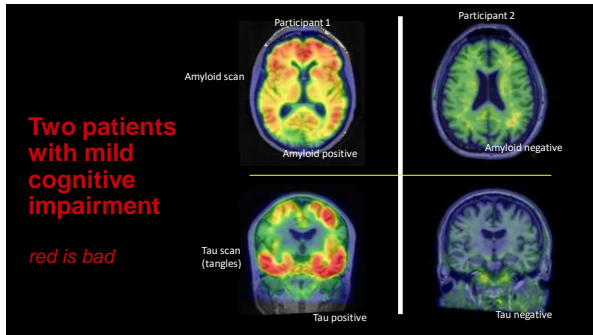 Participant 1
Participant 2
Amyloid scan
Amyloid positive
Amyloid negative
Two patients
with mild
cognitive
impairment
red is bad
Tau scan
(tangles)
Tau positive
Tau negative